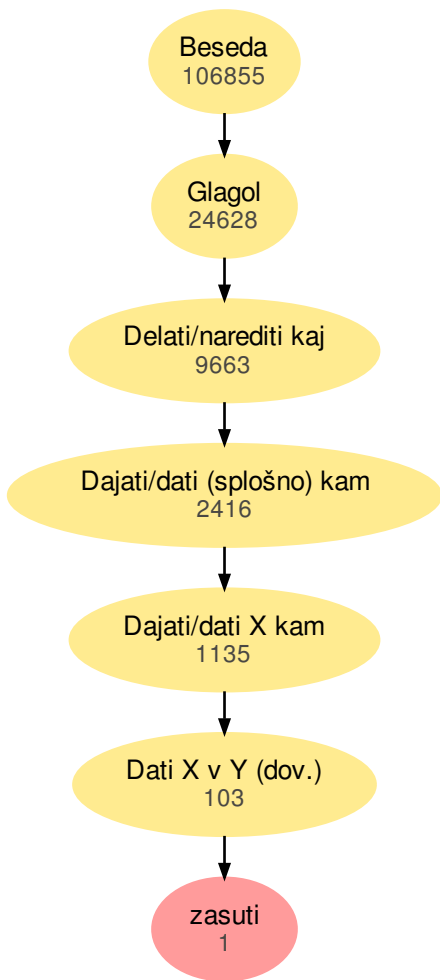 Beseda
106855
Glagol
24628
Delati/narediti kaj
9663
Dajati/dati (splošno) kam
2416
Dajati/dati X kam
1135
Dati X v Y (dov.)
103
zasuti
1